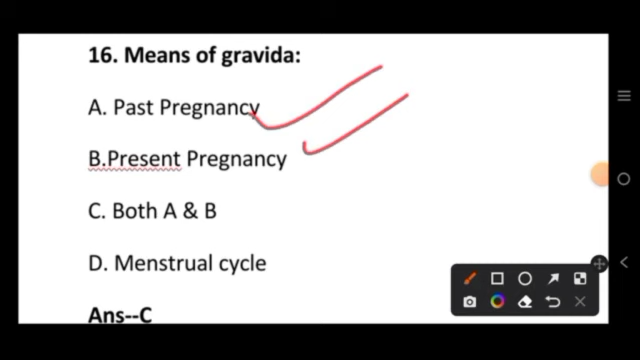 16. Means of gravida:
A. Past Pregnancy
B.Present Pregnancy
C. Both A & B
D. Menstrual cycle
Ans--C